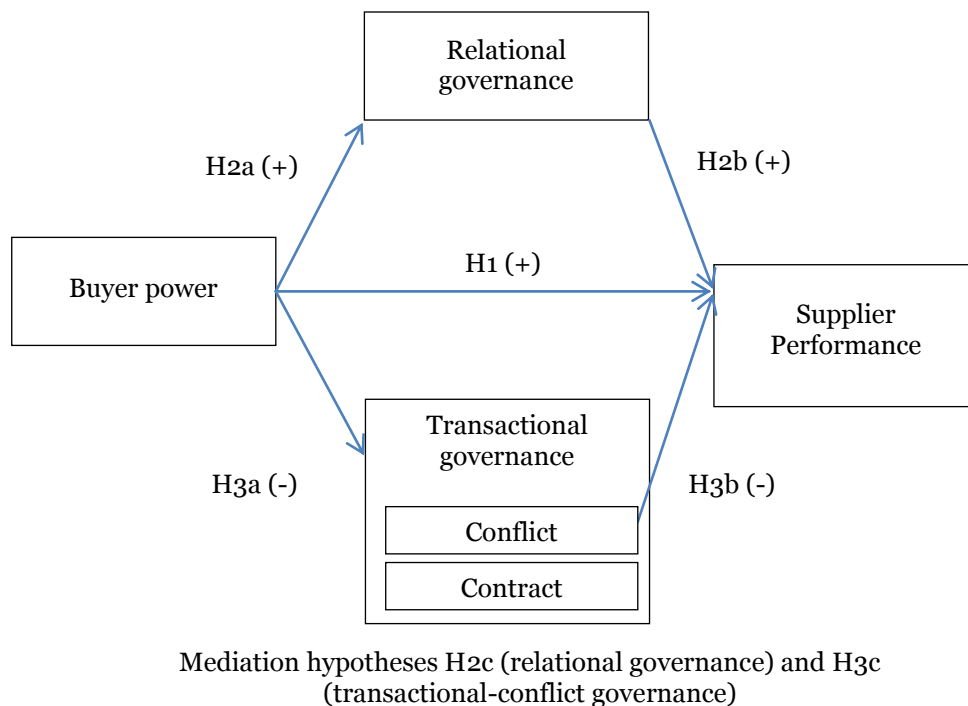 Relational
governance
H2a (+)
H2b (+)
H1 (+)
Buyer power
Supplier
Performance
Transactional
governance
H3a (-)
H3b (-)
Conflict
Contract
Mediation hypotheses H2c (relational governance) and H3c
(transactional-conflict governance)